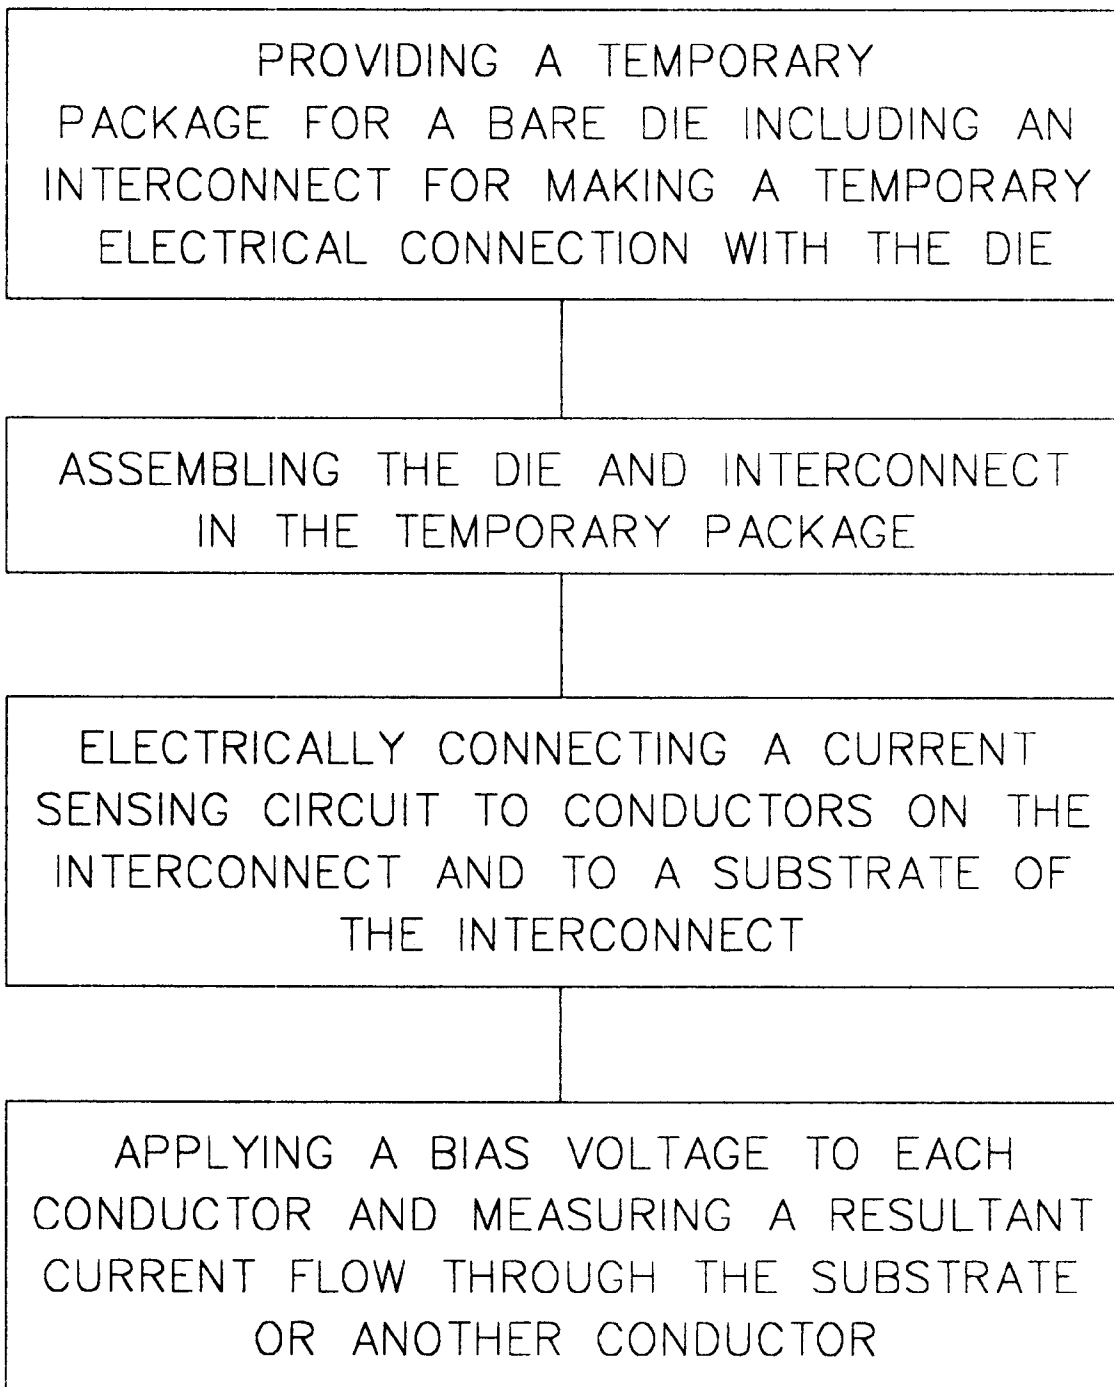 PROVIDING A TEMPORARY
PACKAGE FOR A BARE DIE INCLUDING AN
INTERCONNECT FOR MAKING A TEMPORARY
ELECTRICAL CONNECTION WITH THE DIE
ASSEMBLING THE DIE AND INTERCONNECT
IN THE TEMPORARY PACKAGE
ELECTRICALLY CONNECTING A CURRENT
SENSING CIRCUIT TO CONDUCTORS ON THE
INTERCONNECT AND TO A SUBSTRATE OF
THE INTERCONNECT
APPLYING A BIAS VOLTAGE TO EACH
CONDUCTOR AND MEASURING A RESULTANT
CURRENT FLOW THROUGH THE SUBSTRATE
OR ANOTHER CONDUCTOR